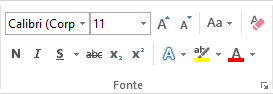 Calibri (Corp 11 A A Aa A
N I S abc x₂ x² A ab A
Fonte